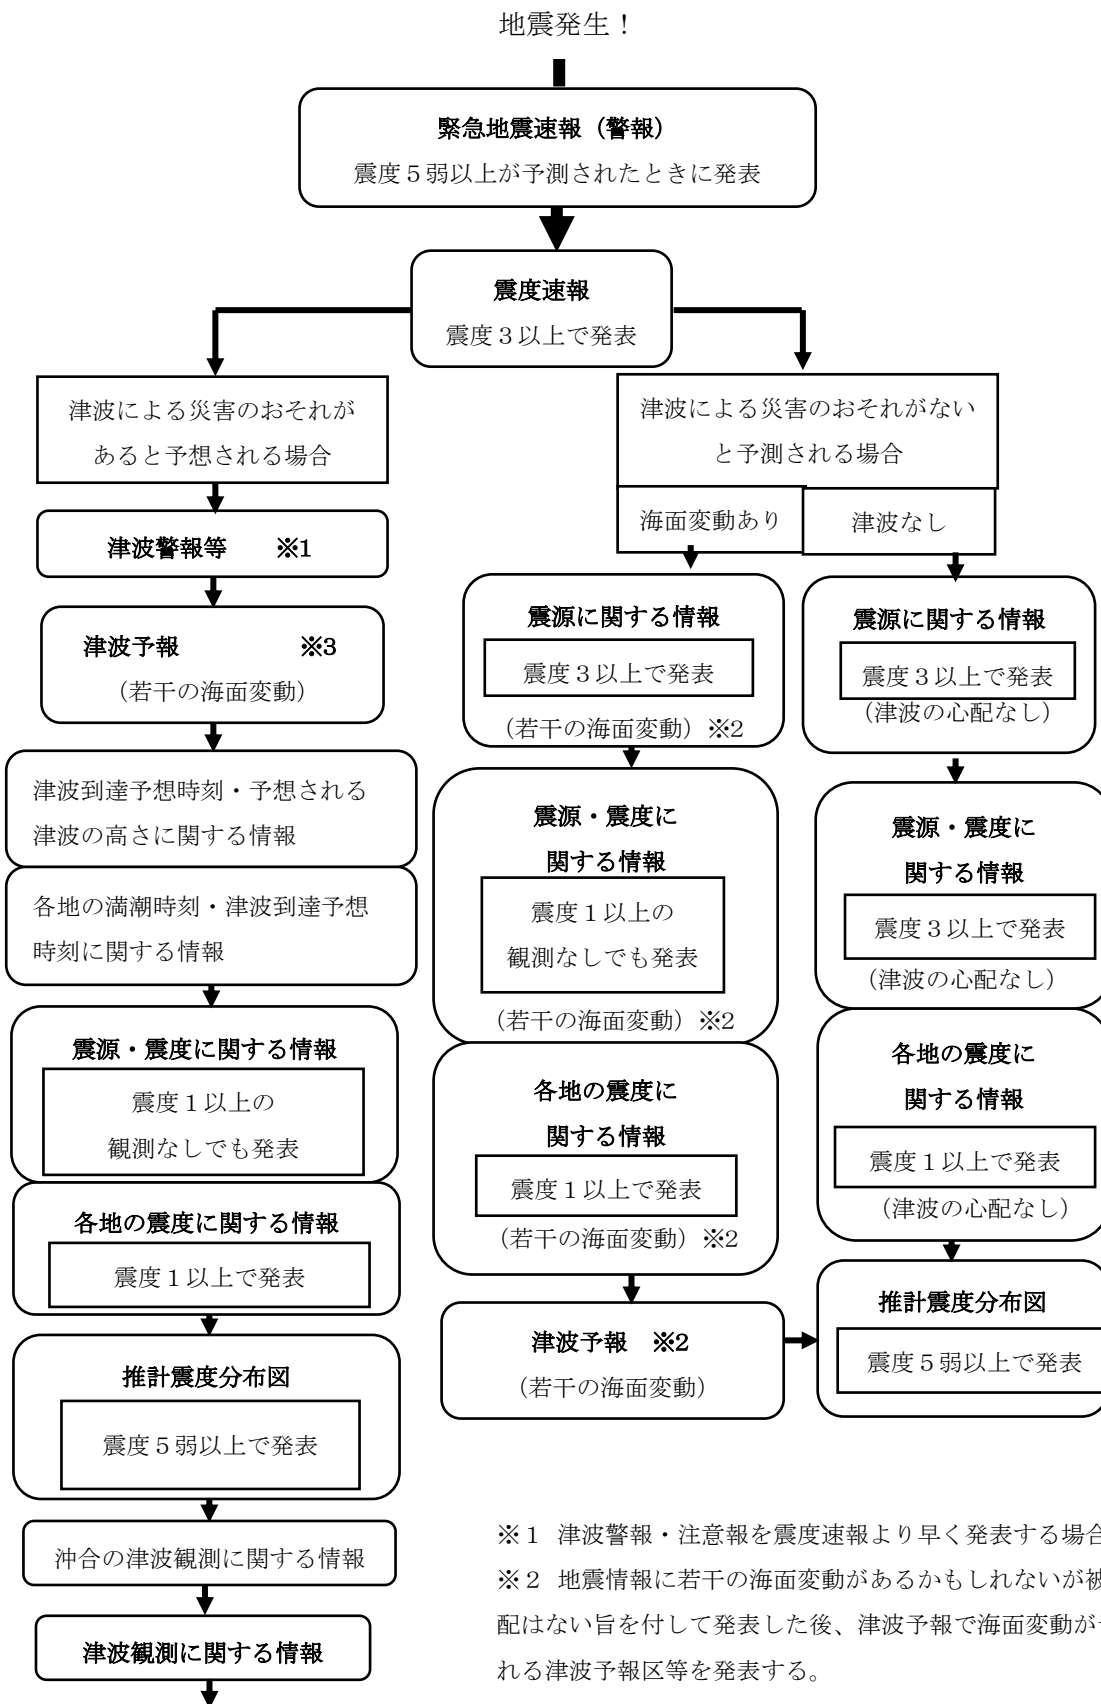 地震発生！
緊急地震速報（警報）
震度５弱以上が予測されたときに発表
震度速報
震度３以上で発表
津波による災害のおそれが
あると予想される場合
津波警報等　　※1
津波予報　　　　　※3
（若干の海面変動）
津波到達予想時刻・予想される
津波の高さに関する情報
各地の満潮時刻・津波到達予想
時刻に関する情報
震源・震度に関する情報
震度１以上の
観測なしでも発表
各地の震度に関する情報
震度１以上で発表
推計震度分布図
震度５弱以上で発表
沖合の津波観測に関する情報
津波観測に関する情報
津波による災害のおそれがない
と予測される場合
海面変動あり
震源に関する情報
震度３以上で発表
（若干の海面変動）※2
震源・震度に
関する情報
震度１以上の
観測なしでも発表
（若干の海面変動）※2
各地の震度に
関する情報
震度１以上で発表
（若干の海面変動）※2
津波予報　※2
（若干の海面変動）
津波なし
震源に関する情報
震度３以上で発表
（津波の心配なし）
震源・震度に
関する情報
震度３以上で発表
（津波の心配なし）
各地の震度に
関する情報
震度１以上で発表
（津波の心配なし）
推計震度分布図
震度５弱以上で発表
※１ 津波警報・注意報を震度速報より早く発表する場合
※２ 地震情報に若干の海面変動があるかもしれないが被
配はない旨を付して発表した後、津波予報で海面変動が
れる津波予報区等を発表する。